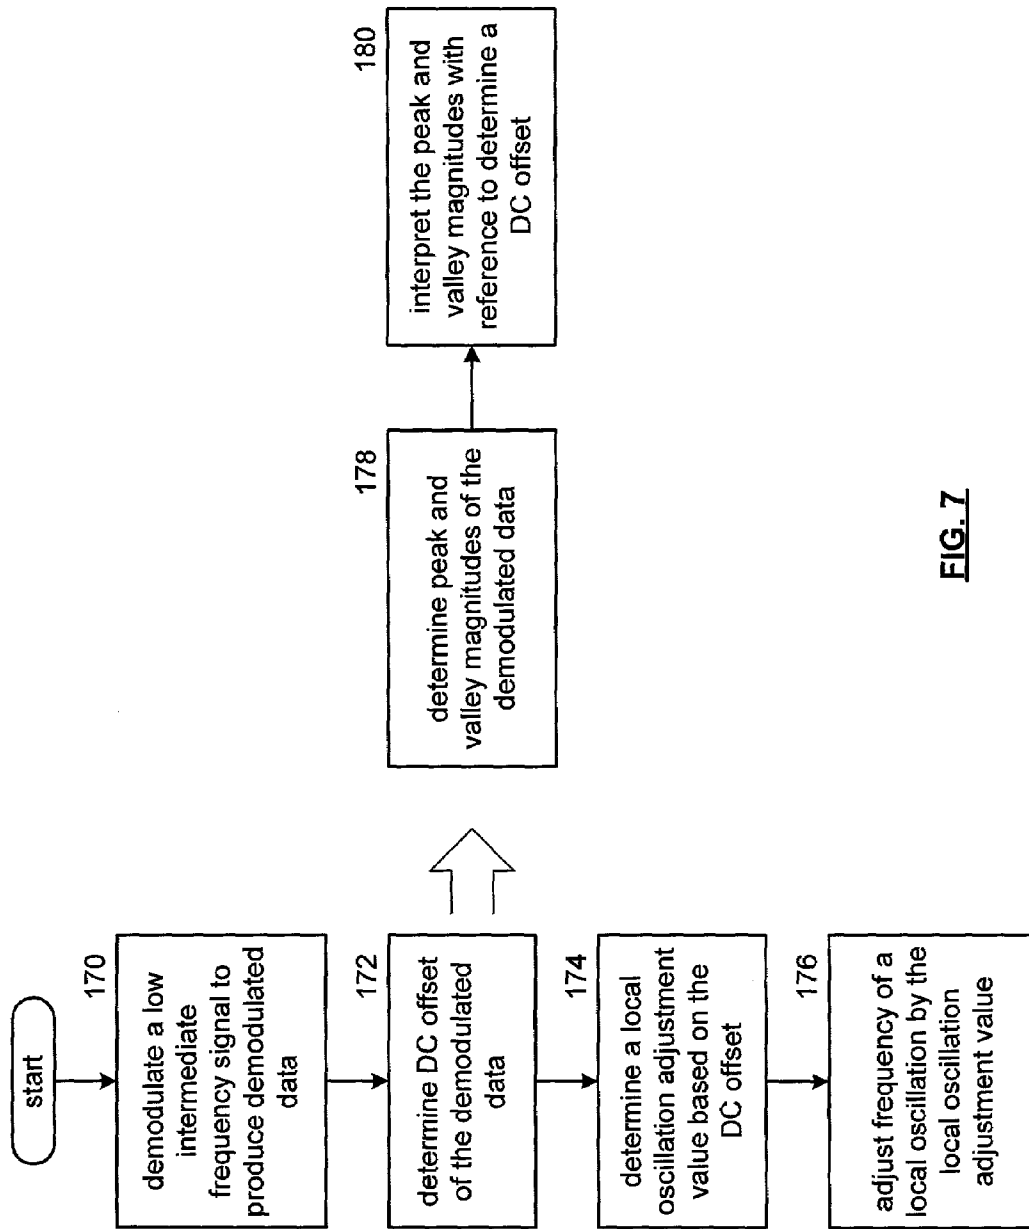 start
170
demodulate a low
intermediate
frequency signal to
produce demodulated
data
172
determine DC offset
of the demodulated
data
174
determine a local
oscillation adjustment
value based on the
DC offset
176
adjust frequency of a
local oscillation by the
local oscillation
adjustment value
178
determine peak and
valley magnitudes of the
demodulated data
180
interpret the peak and
valley magnitudes with
reference to determine a
DC offset
FIG. 7